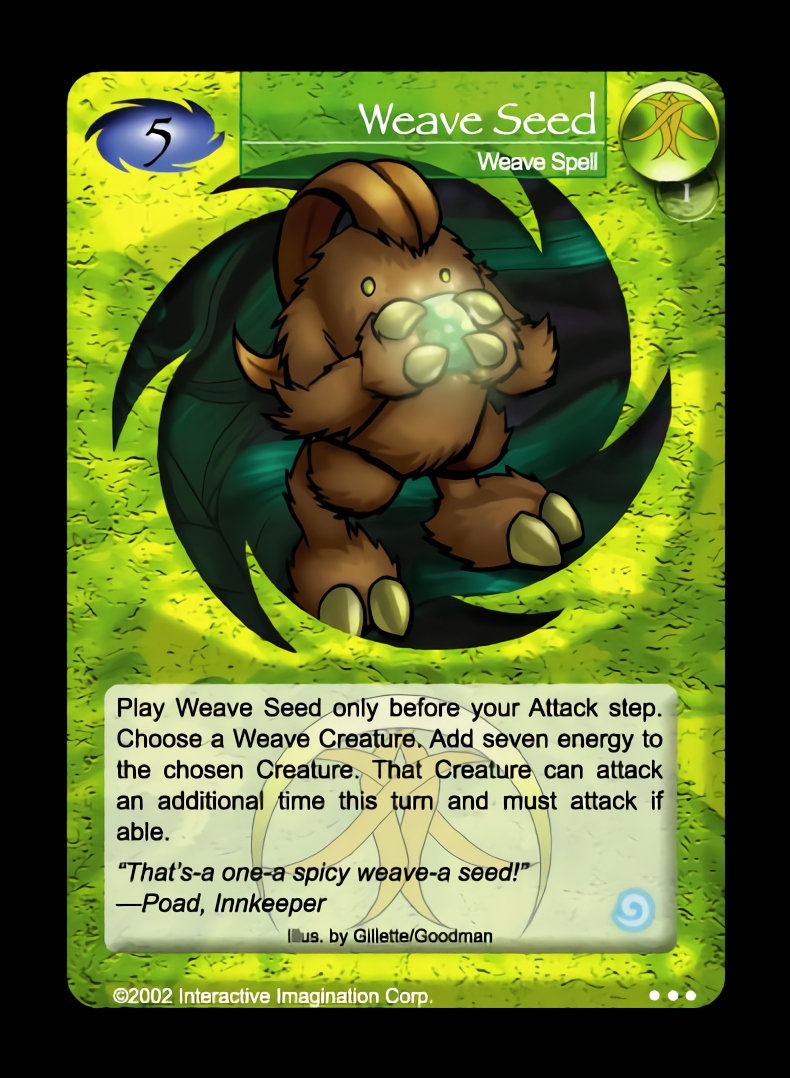 5
Weave Seed
Weave Spell
1
Play Weave Seed only before your Attack step.
Choose a Weave Creature. Add seven energy to
the chosen Creature. That Creature can attack
an additional time this turn and must attack if
able.
“That’s-a one-a spicy weave-a seed!”
—Poad, Innkeeper
Illus. by Gillette/Goodman
©2002 Interactive Imagination Corp.